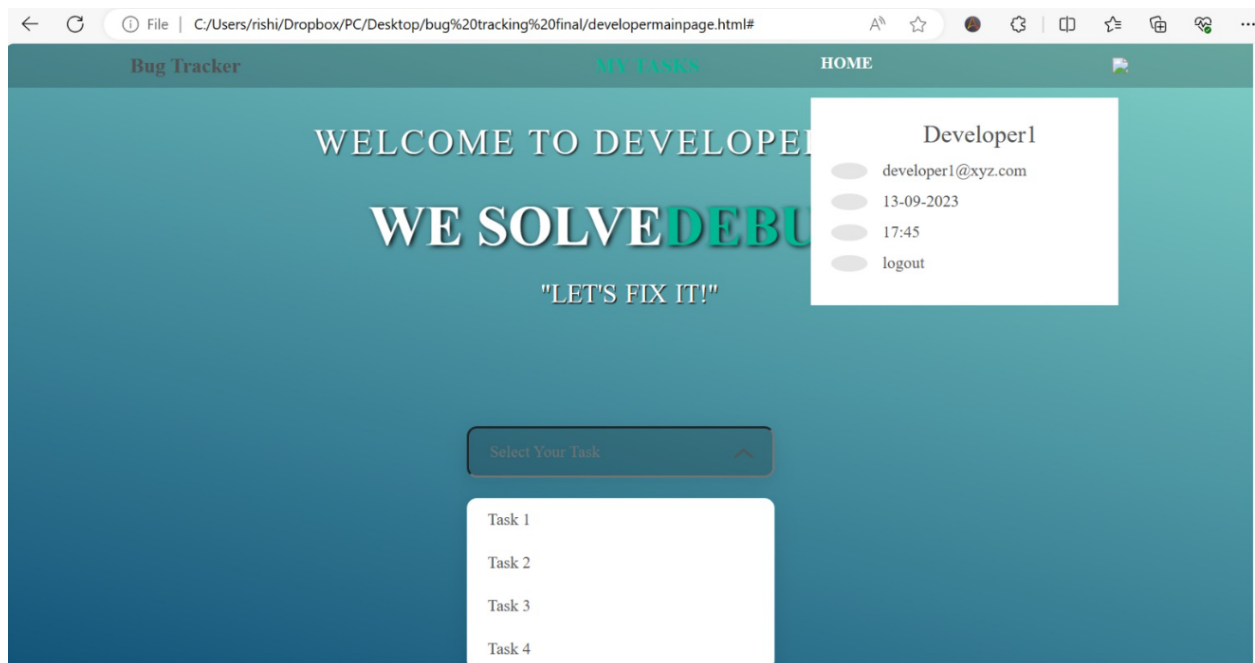 File | C:/Users/rishi/Dropbox/PC/Desktop/bug%20tracking%20final/developermainpage.html#
Bug Tracker MY TASKS HOME
WELCOME TO DEVELOPE
WE SOLVEDEBU
"LET'S FIX IT!"
Developer1
developer1@xyz.com
13-09-2023
17:45
logout
Select Your Task
Task 1
Task 2
Task 3
Task 4